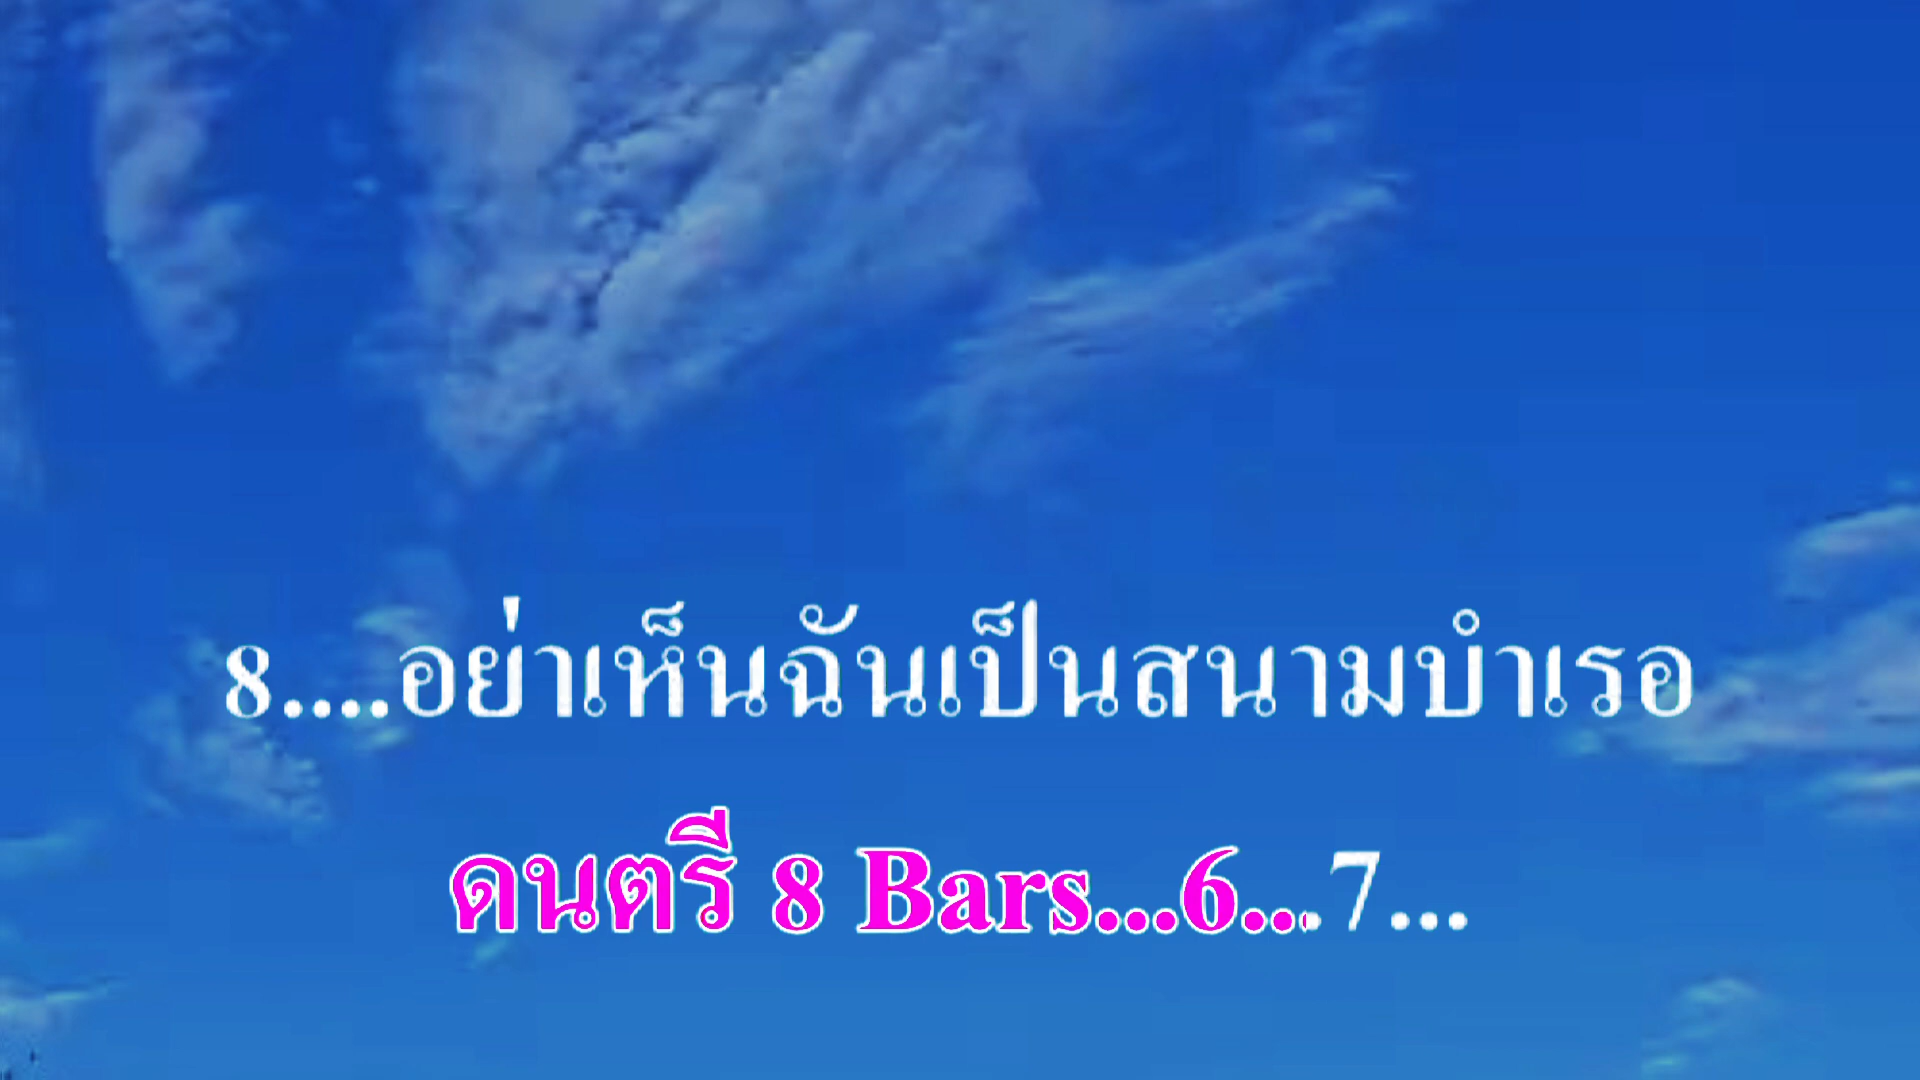 8....อย่าเห็นฉันเป็นสนามบำเรอ
ดนตรี 8 Bars...6...7...